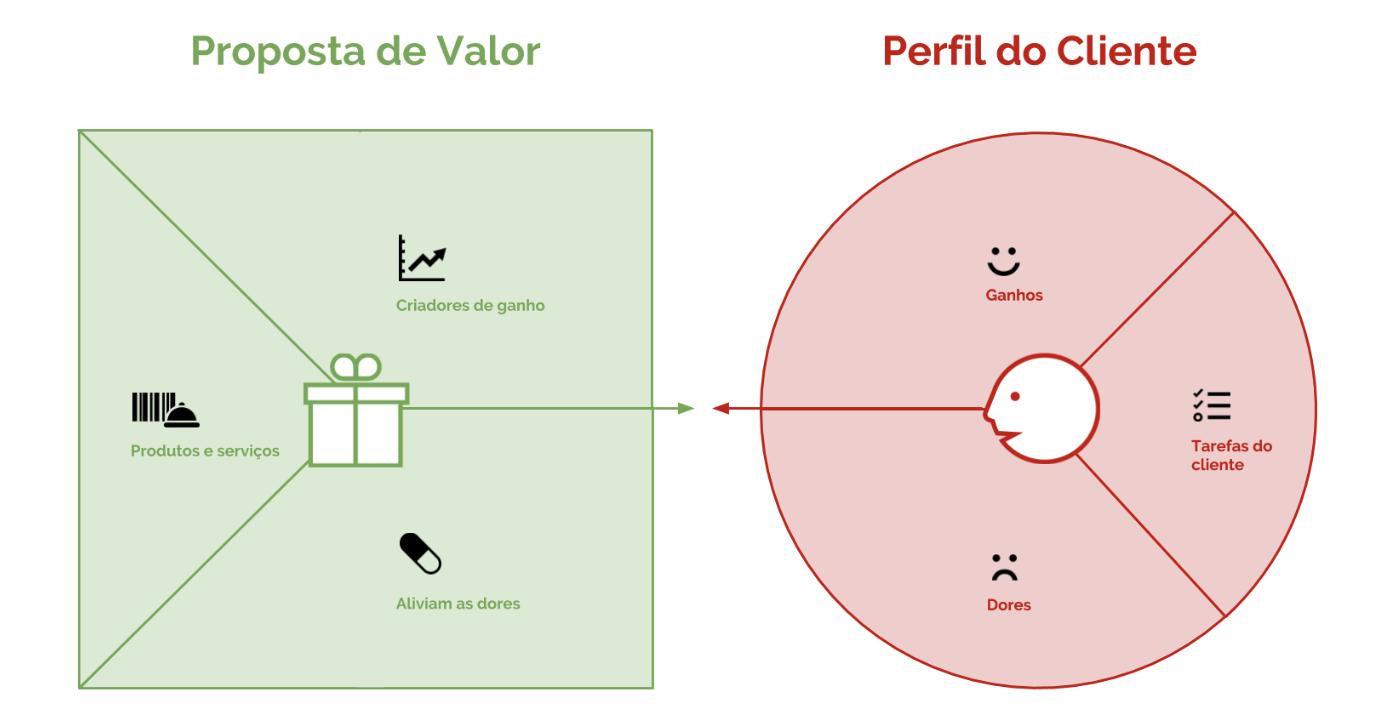 Proposta de Valor
Perfil do Cliente
Criadores de ganho
Produtos e serviços
Aliviam as dores
Ganhos
Tarefas do
cliente
Dores